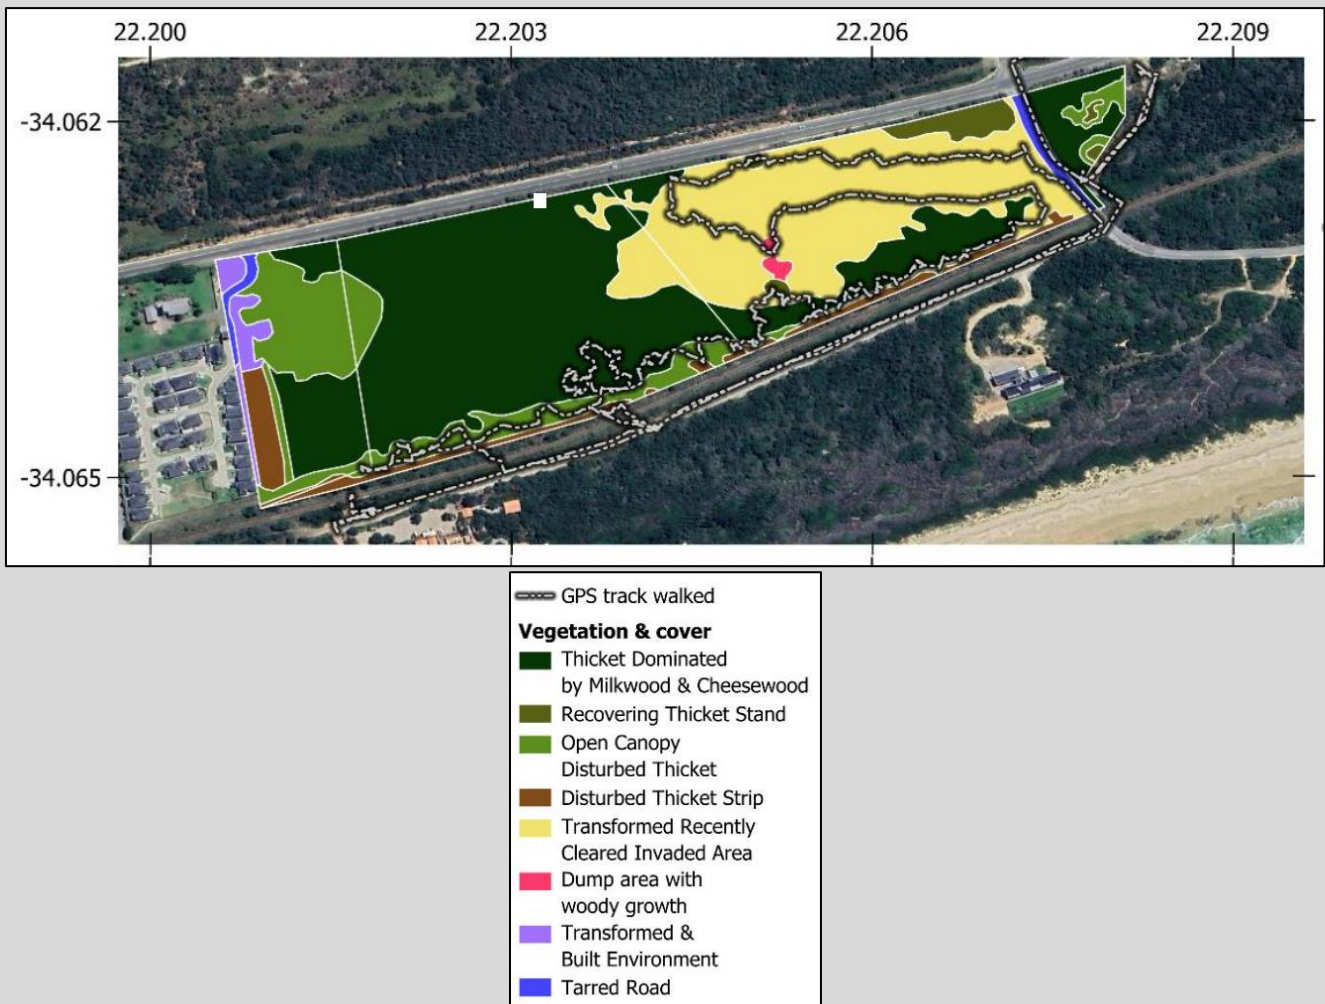 22.200 22.203 22.206 22.209
-34.062
-34.065
GPS track walked
Vegetation & cover
Thicket Dominated
by Milkwood & Cheesewood
Recovering Thicket Stand
Open Canopy
Disturbed Thicket
Disturbed Thicket Strip
Transformed Recently
Cleared Invaded Area
Dump area with
woody growth
Transformed &
Built Environment
Tarred Road